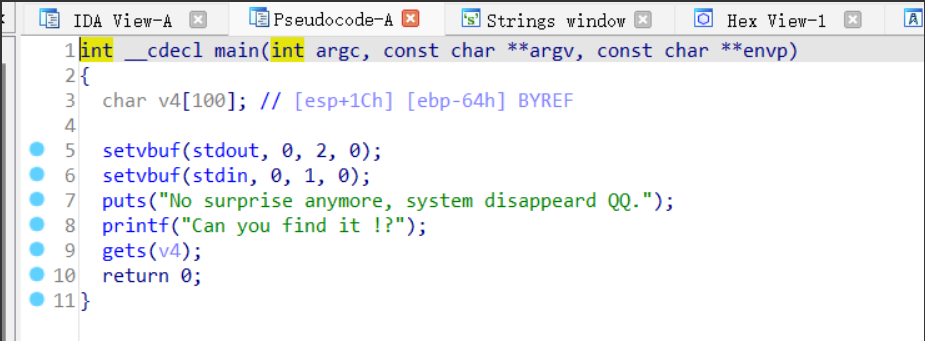 IDA View-A Pseudocode-A 's' Strings window Hex View-1 A
1 int __cdecl main(int argc, const char **argv, const char **envp)
2 {
3 char v4[100]; // [esp+1Ch] [ebp-64h] BYREF
4
5 setvbuf(stdout, 0, 2, 0);
6 setvbuf(stdin, 0, 1, 0);
7 puts("No surprise anymore, system disappeard QQ.");
8 printf("Can you find it !?");
9 gets(v4);
10 return 0;
11 }